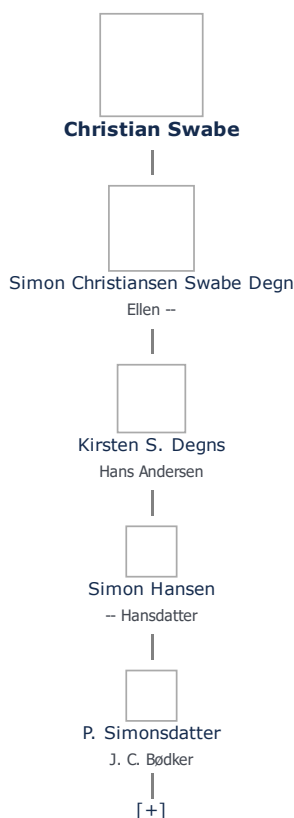 Christian Swabe
Simon Christiansen Swabe Degn
Ellen --
Kirsten S. Degns
Hans Andersen
Simon Hansen
-- Hansdatter
P. Simonsdatter
J. C. Bødker
[+]